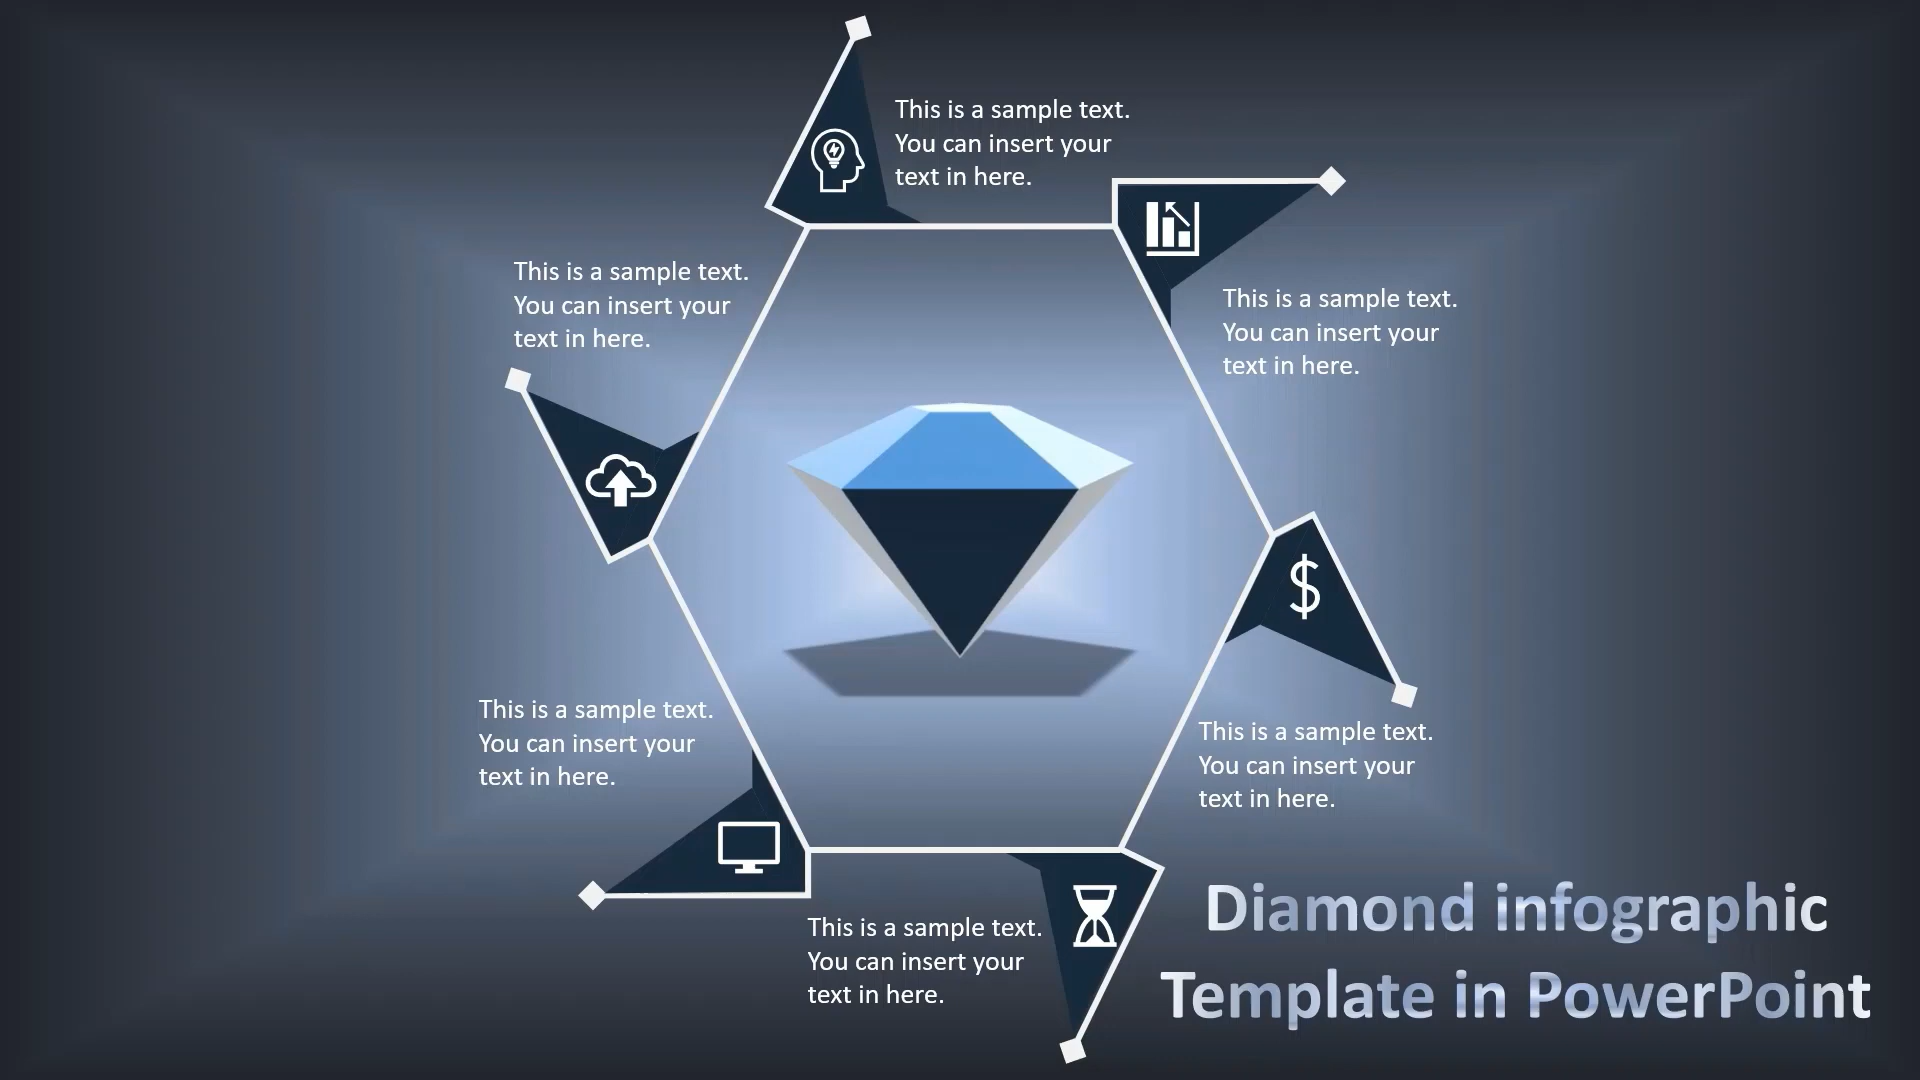 This is a sample text.
You can insert your
text in here.
This is a sample text.
You can insert your
text in here.
This is a sample text.
You can insert your
text in here.
$
This is a sample text.
You can insert your
text in here.
This is a sample text.
You can insert your
text in here.
This is a sample text.
You can insert your
text in here.
Diamond infographic
Template in PowerPoint